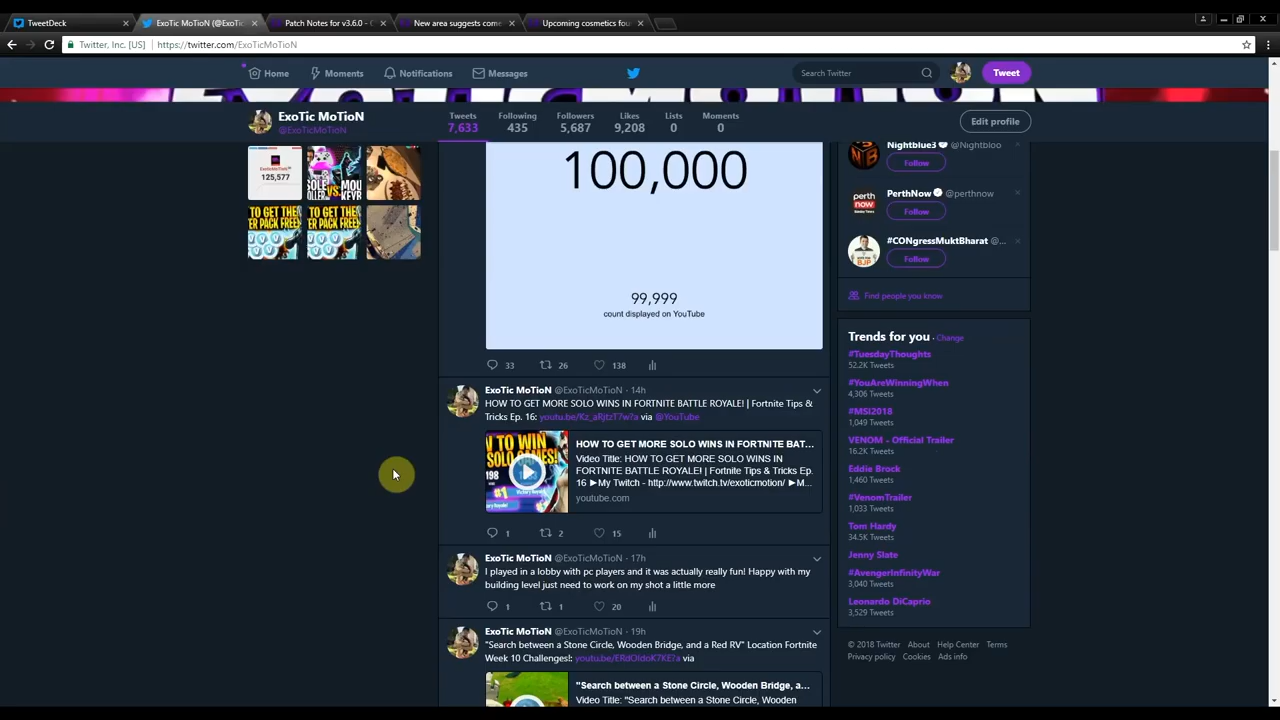 TweetDeck
ExoTic MoTioN (@ExoTic
Patch Notes for v3.6.0 - C
New area suggests come
Upcoming cosmetics fou
Twitter, Inc. [US]
https://twitter.com/ExoTicMoTioN
Home
Moments
Notifications
Messages
Search Twitter
Tweet
ExoTic MoTioN
@ExoTicMoTioN
Tweets
7,633
Following
435
Followers
5,687
Likes
9,208
Lists
0
Moments
0
Edit profile
125,577
100,000
99,999
count displayed on YouTube
33
26
138
ExoTic MoTioN @ExoTicMoTioN · 14h
HOW TO GET MORE SOLO WINS IN FORTNITE BATTLE ROYALE! | Fortnite Tips &
Tricks Ep. 16: youtu.be/Kz_aRjtzT7w?a via @YouTube
HOW TO GET MORE SOLO WINS IN FORTNITE BAT...
Video Title: HOW TO GET MORE SOLO WINS IN
FORTNITE BATTLE ROYALE! | Fortnite Tips & Tricks Ep.
16 ►My Twitch - http://www.twitch.tv/exoticmotion/ ►M...
youtube.com
1
2
15
ExoTic MoTioN @ExoTicMoTioN · 17h
I played in a lobby with pc players and it was actually really fun! Happy with my
building level just need to work on my shot a little more
1
1
20
ExoTic MoTioN @ExoTicMoTioN · 19h
"Search between a Stone Circle, Wooden Bridge, and a Red RV" Location Fortnite
Week 10 Challenges!: youtu.be/ERdOldoK7KE?a via
"Search between a Stone Circle, Wooden Bridge, a...
Video Title: "Search between a Stone Circle, Wooden
Nightblue3 @Nightbloo
Follow
PerthNow @perthnow
Follow
#CONgressMuktBharat @...
Follow
Find people you know
Trends for you · Change
#TuesdayThoughts
52.2K Tweets
#YouAreWinningWhen
4,306 Tweets
#MSI2018
1,049 Tweets
VENOM - Official Trailer
16.2K Tweets
Eddie Brock
1,460 Tweets
#VenomTrailer
1,033 Tweets
Tom Hardy
34.5K Tweets
Jenny Slate
#AvengerInfinityWar
3,040 Tweets
Leonardo DiCaprio
3,529 Tweets
© 2018 Twitter About Help Center Terms
Privacy policy Cookies Ads info